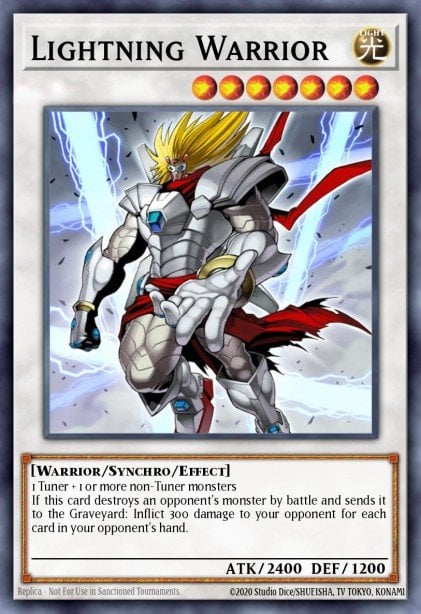 Lightning Warrior
LIGHT
光
[Warrior/Synchro/Effect]
1 Tuner + 1 or more non-Tuner monsters
If this card destroys an opponent's monster by battle and sends it
to the Graveyard: Inflict 300 damage to your opponent for each
card in your opponent's hand.
ATK/2400 DEF/1200
Replica - Not For Use in Sanctioned Tournaments. ©2020 Studio Dice/SHUEISHA, TV TOKYO, KONAMI